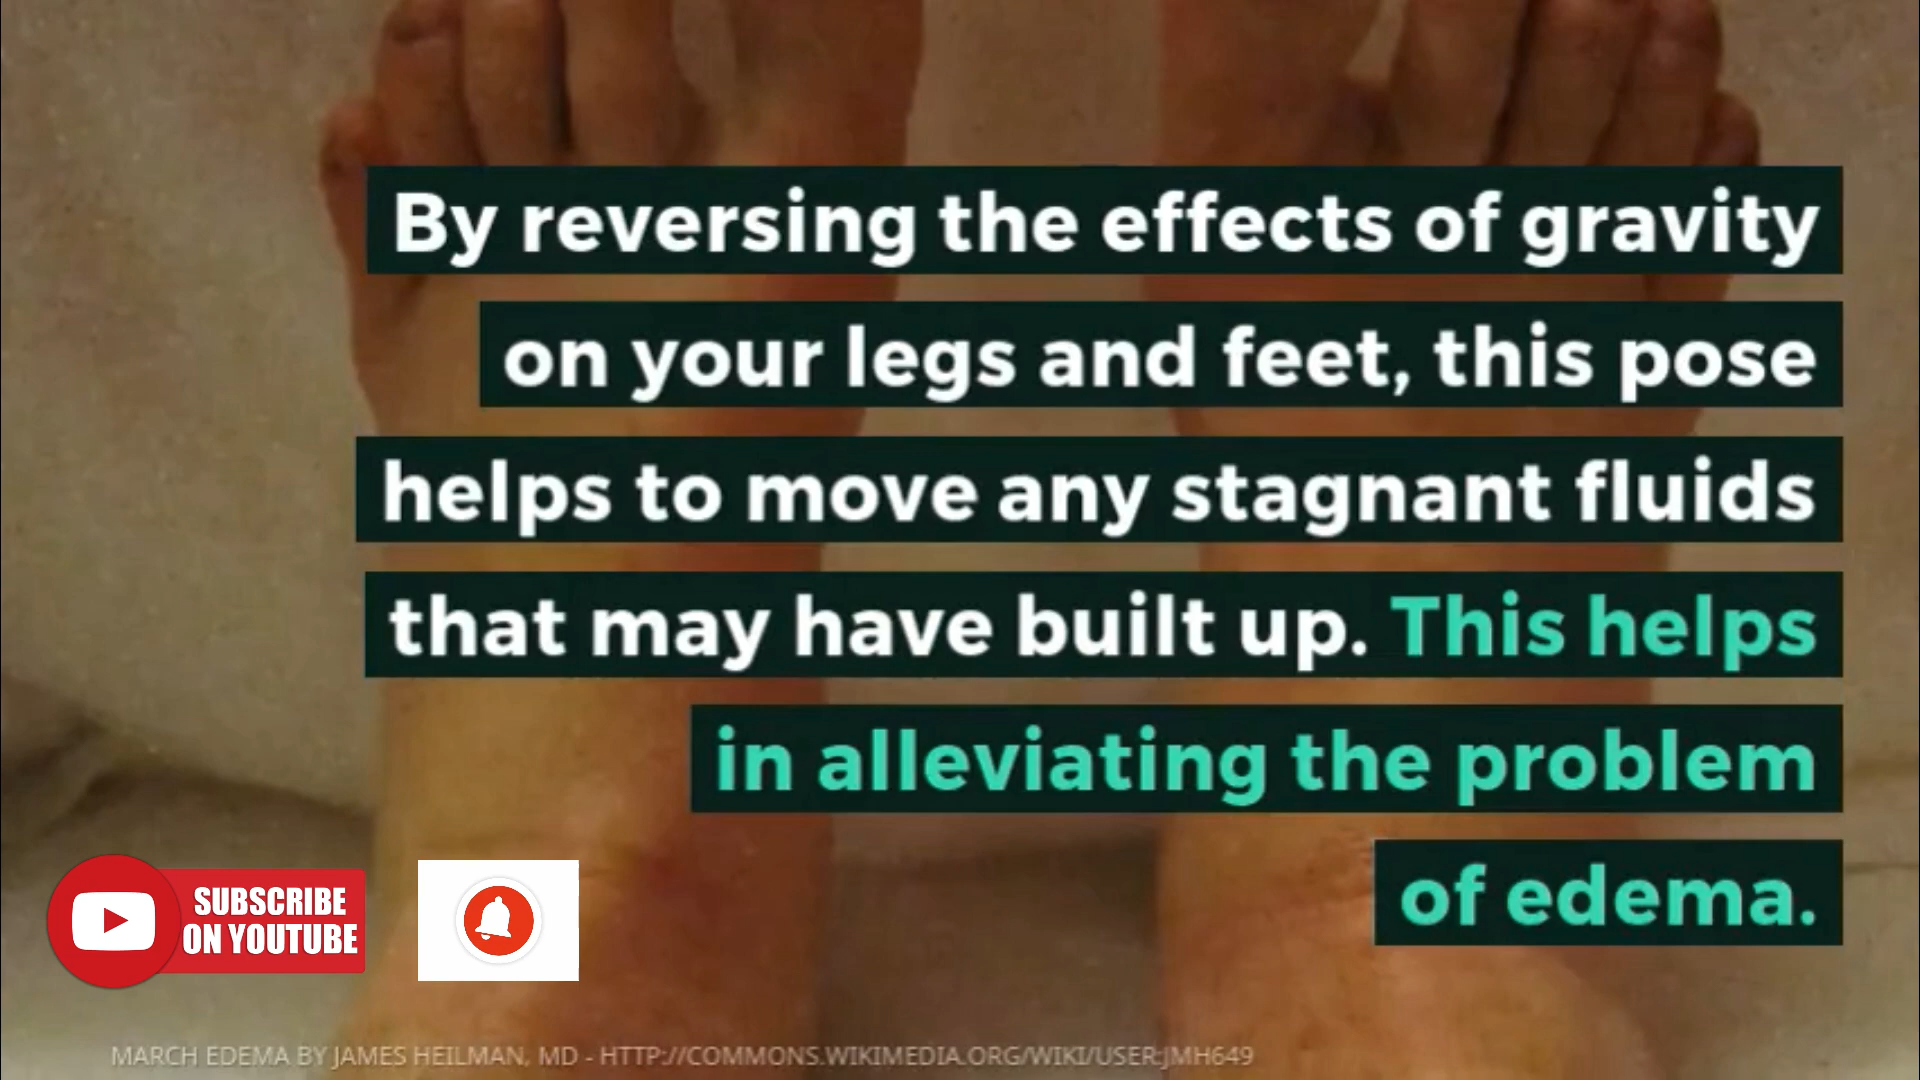 By reversing the effects of gravity
on your legs and feet, this pose
helps to move any stagnant fluids
that may have built up. This helps
in alleviating the problem
of edema.
SUBSCRIBE
ON YOUTUBE
MARCH EDEMA BY JAMES HEILMAN, MD - HTTP://COMMONS.WIKIMEDIA.ORG/WIKI/USER:JMH649